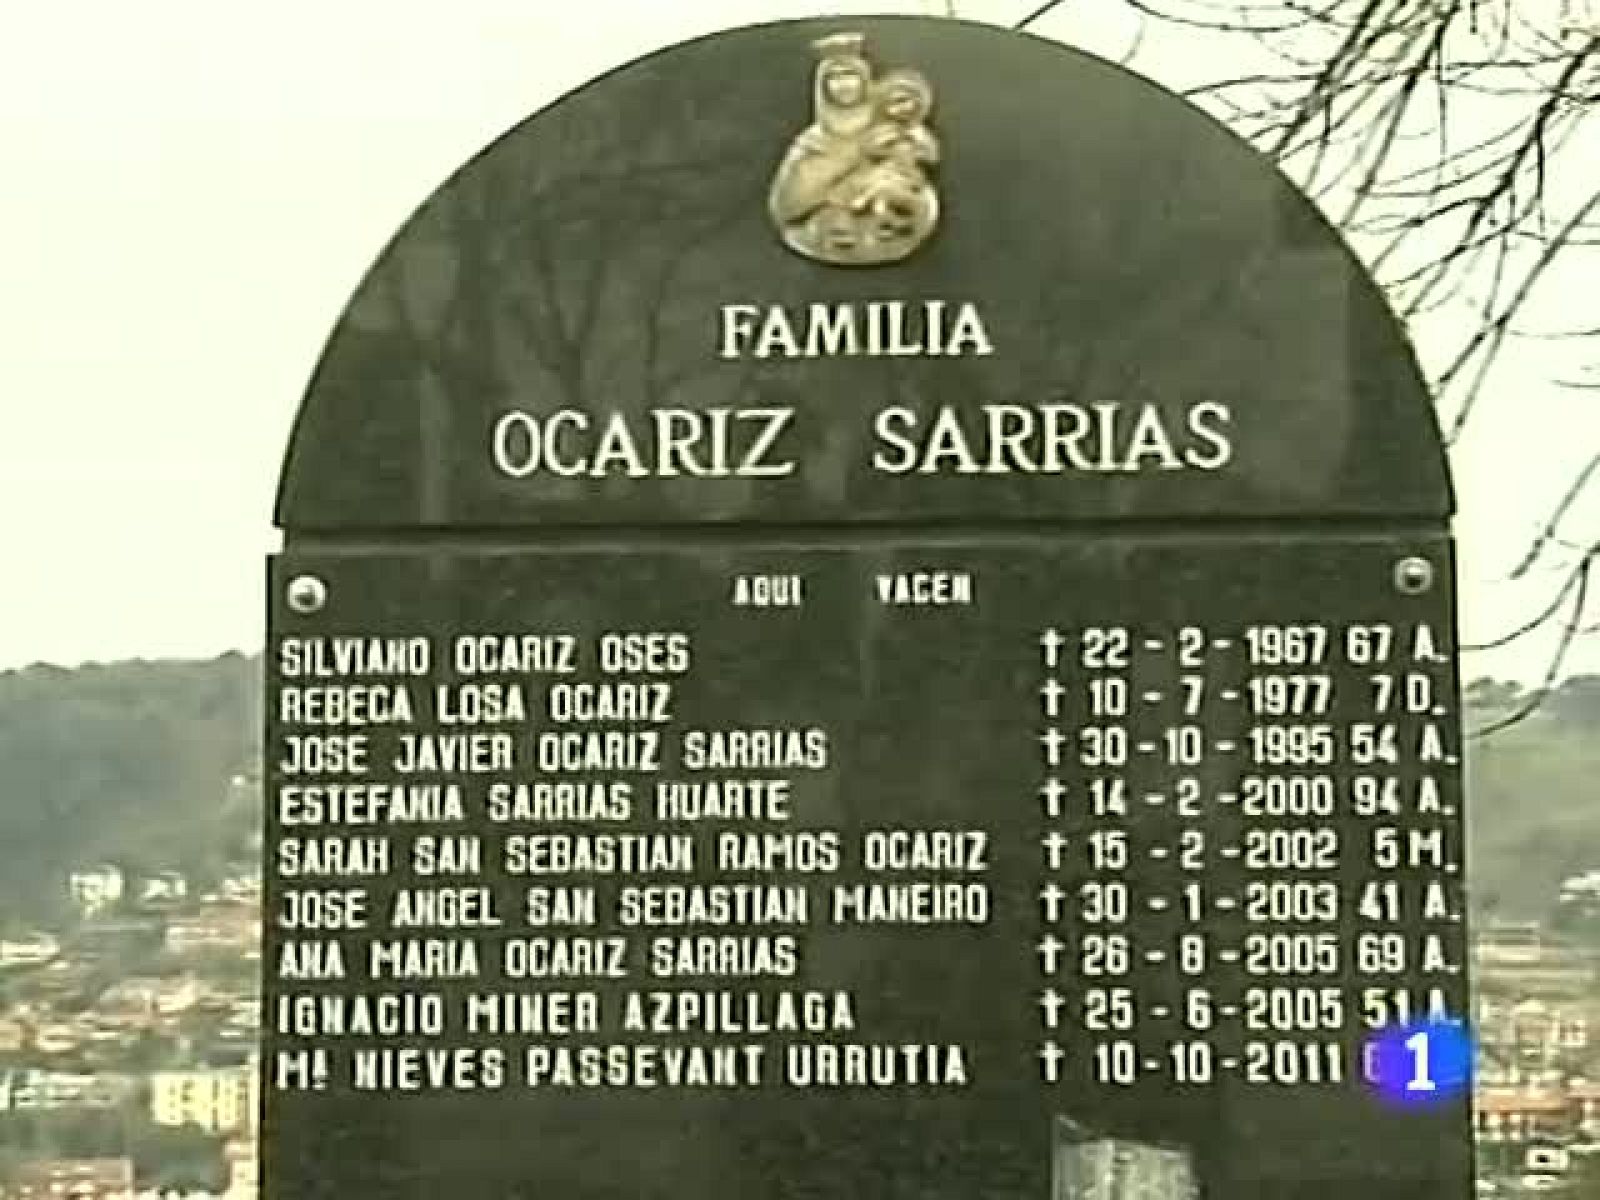 FAMILIA
OCARIZ SARRIAS
AQUI YACEN
SILVIANO OCARIZ OSES † 22 - 2 - 1967 67 A.
REBECA LOSA OCARIZ † 10 - 7 - 1977 7 D.
JOSE JAVIER OCARIZ SARRIAS † 30 - 10 - 1995 54 A.
ESTEFANIA SARRIAS HUARTE † 14 - 2 - 2000 94 A.
SARAH SAN SEBASTIAN RAMOS OCARIZ † 15 - 2 - 2002 5 M.
JOSE ANGEL SAN SEBASTIAN MANEIRO † 30 - 1 - 2003 41 A.
ANA MARIA OCARIZ SARRIAS † 26 - 8 - 2005 69 A.
IGNACIO MINER AZPILLAGA † 25 - 6 - 2005 51 A.
Mª NIEVES PASSEVANT URRUTIA † 10 - 10 - 2011
1